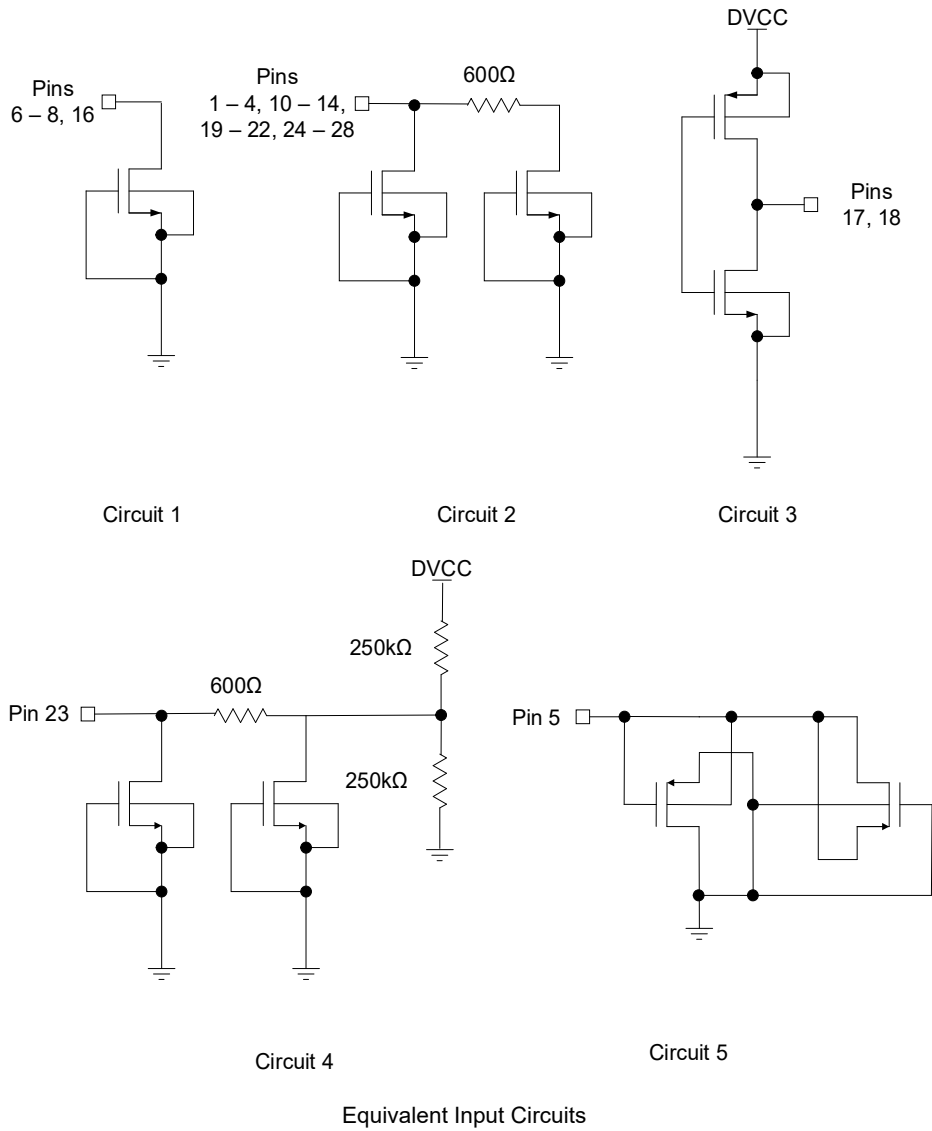 Pins
6 – 8, 16
Pins
1 – 4, 10 – 14,
19 – 22, 24 – 28
600Ω
DVCC
Pins
17, 18
Circuit 1
Circuit 2
Circuit 3
DVCC
250kΩ
600Ω
Pin 23
250kΩ
Pin 5
Circuit 4
Circuit 5
Equivalent Input Circuits